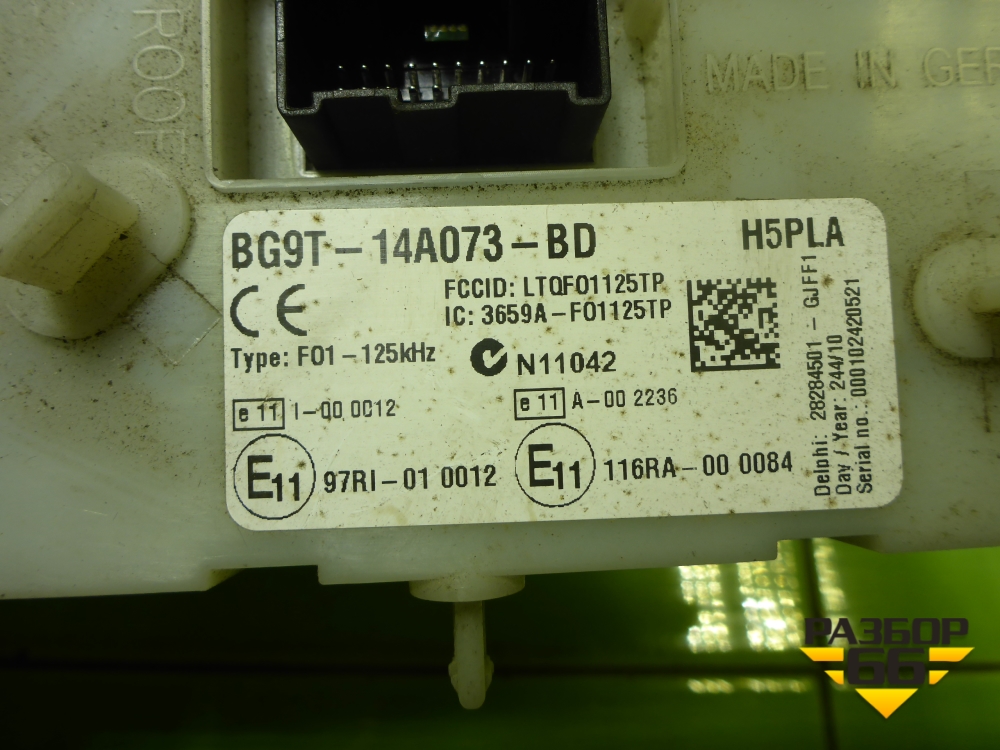 ROOF
MADE IN GER
BG9T-14A073-BD
H5PLA
FCCID: LTQF01125TP
IC: 3659A-F01125TP
CE
Type: F01-125kHz
N11042
e 11 I-00 0012
e 11 A-00 2236
E11 97RI-01 0012
E11 116RA-00 0084
Delphi: 28284501 - GJFF1
Day / Year: 244/10
Serial no.: 000102420521
РАЗБОР
66